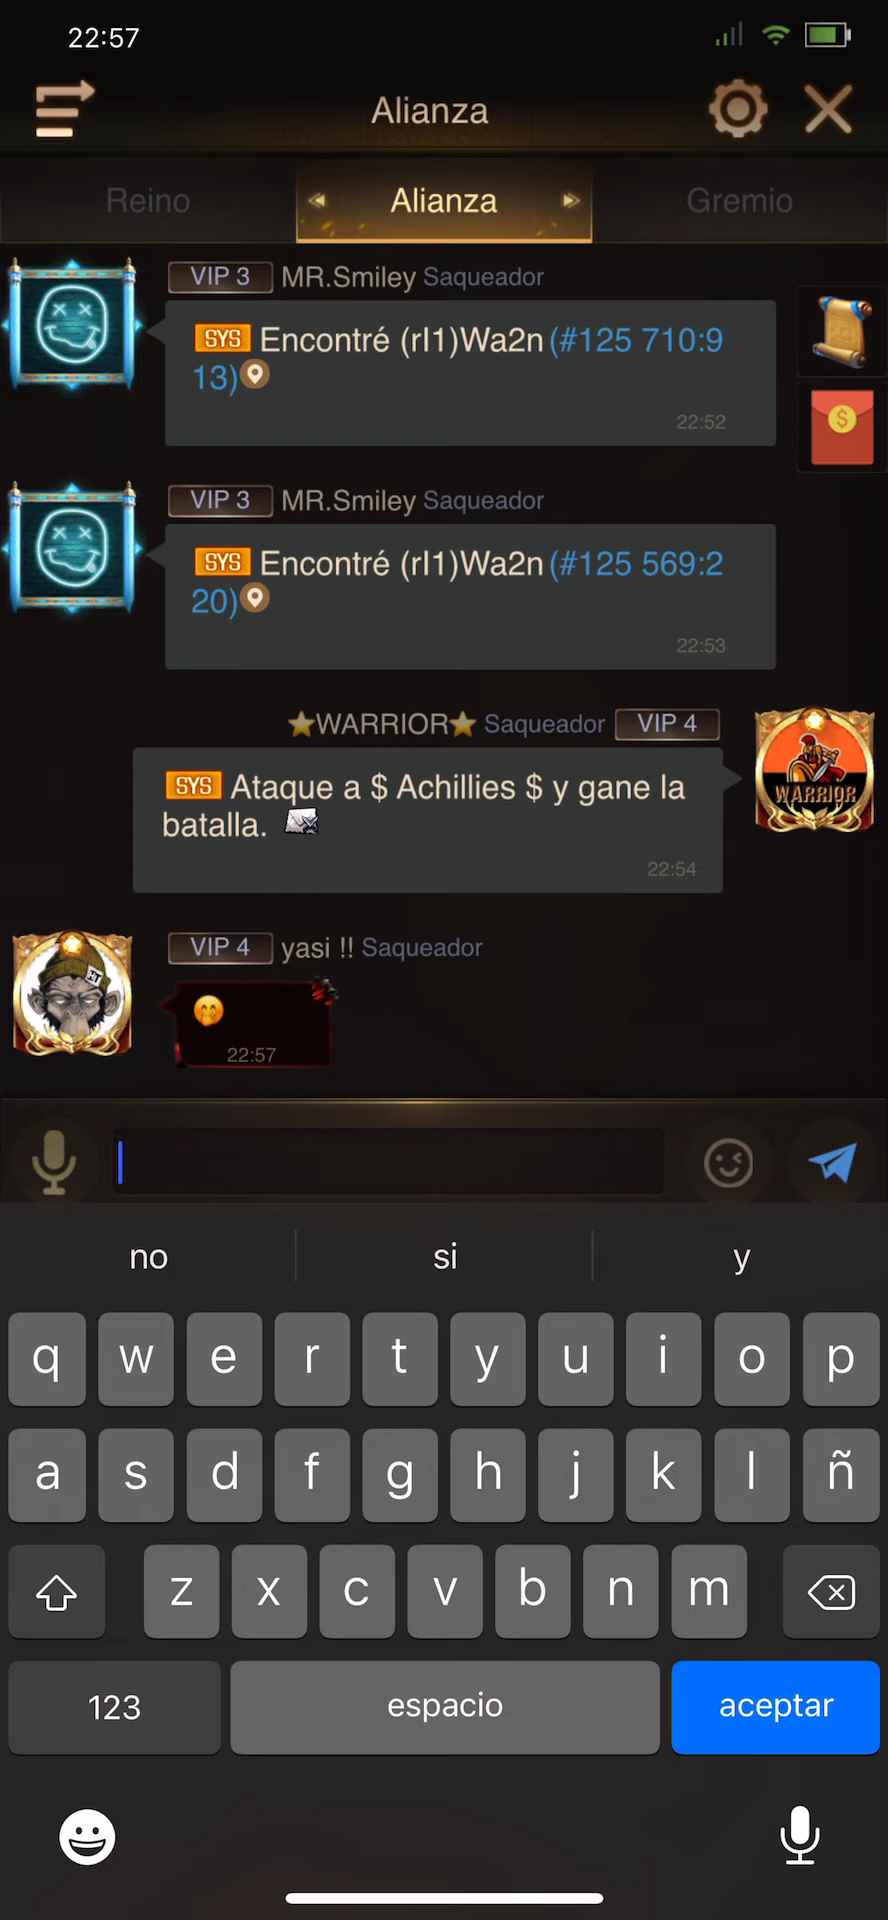 22:57
Alianza
Reino
Alianza
Gremio
VIP 3 MR.Smiley Saqueador
SYS Encontré (rI1)Wa2n(#125 710:9
13)
22:52
VIP 3 MR.Smiley Saqueador
SYS Encontré (rI1)Wa2n(#125 569:2
20)
22:53
⭐WARRIOR⭐ Saqueador VIP 4
WARRIOR
SYS Ataque a $ Achillies $ y gane la
batalla.
22:54
VIP 4 yasi !! Saqueador
🤭
22:57
no si y
q w e r t y u i o p
a s d f g h j k l ñ
z x c v b n m
123 espacio aceptar